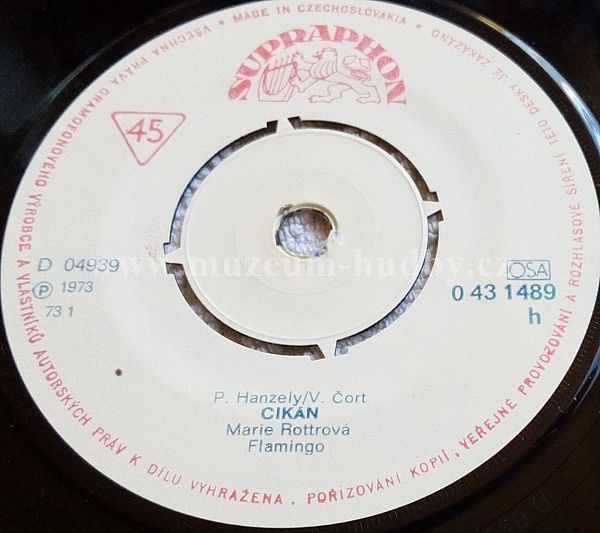 VŠECHNA PRÁVA GRAMOFONOVÉHO VÝROBCE A VLASTNÍKŮ AUTORSKÝCH PRÁV K DÍLU VYHRAŽENA. POŘIZOVÁNÍ KOPIÍ, VEŘEJNÉ PROVOZOVÁNÍ A ROZHLASOVÉ ŠÍŘENÍ TÉTO DESKY JE ZAKÁZÁNO
MADE IN CZECHOSLOVAKIA
SUPRAPHON
45
D 04939
Ⓟ 1973
73 1
OSA
0 43 1489
h
www.muzeum-hudby.cz
P. Hanzely/V. Čort
CIKÁN
Marie Rottrová
Flamingo